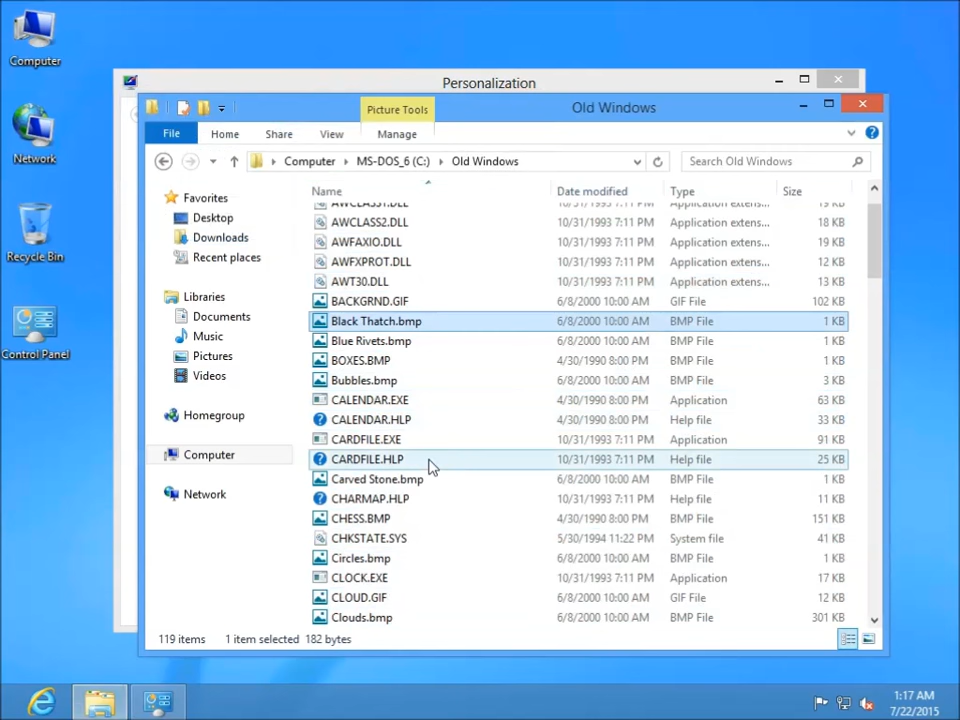 Computer
Network
Recycle Bin
Control Panel
Personalization
Picture Tools
Old Windows
File
Home
Share
View
Manage
Computer
MS-DOS_6 (C:)
Old Windows
Search Old Windows
Favorites
Desktop
Downloads
Recent places
Libraries
Documents
Music
Pictures
Videos
Homegroup
Computer
Network
Name Date modified Type Size
AWCLASS1.DLL 10/31/1993 7:11 PM Application extens... 13 KB
AWCLASS2.DLL 10/31/1993 7:11 PM Application extens... 18 KB
AWFAXIO.DLL 10/31/1993 7:11 PM Application extens... 19 KB
AWFXPROT.DLL 10/31/1993 7:11 PM Application extens... 12 KB
AWT30.DLL 10/31/1993 7:11 PM Application extens... 13 KB
BACKGRND.GIF 6/8/2000 10:00 AM GIF File 102 KB
Black Thatch.bmp 6/8/2000 10:00 AM BMP File 1 KB
Blue Rivets.bmp 6/8/2000 10:00 AM BMP File 1 KB
BOXES.BMP 4/30/1990 8:00 PM BMP File 1 KB
Bubbles.bmp 6/8/2000 10:00 AM BMP File 3 KB
CALENDAR.EXE 4/30/1990 8:00 PM Application 63 KB
CALENDAR.HLP 4/30/1990 8:00 PM Help file 33 KB
CARDFILE.EXE 10/31/1993 7:11 PM Application 91 KB
CARDFILE.HLP 10/31/1993 7:11 PM Help file 25 KB
Carved Stone.bmp 6/8/2000 10:00 AM BMP File 1 KB
CHARMAP.HLP 10/31/1993 7:11 PM Help file 11 KB
CHESS.BMP 4/30/1990 8:00 PM BMP File 151 KB
CHKSTATE.SYS 5/30/1994 11:22 PM System file 41 KB
Circles.bmp 6/8/2000 10:00 AM BMP File 1 KB
CLOCK.EXE 10/31/1993 7:11 PM Application 17 KB
CLOUD.GIF 6/8/2000 10:00 AM GIF File 12 KB
Clouds.bmp 6/8/2000 10:00 AM BMP File 301 KB
119 items 1 item selected 182 bytes
1:17 AM
7/22/2015